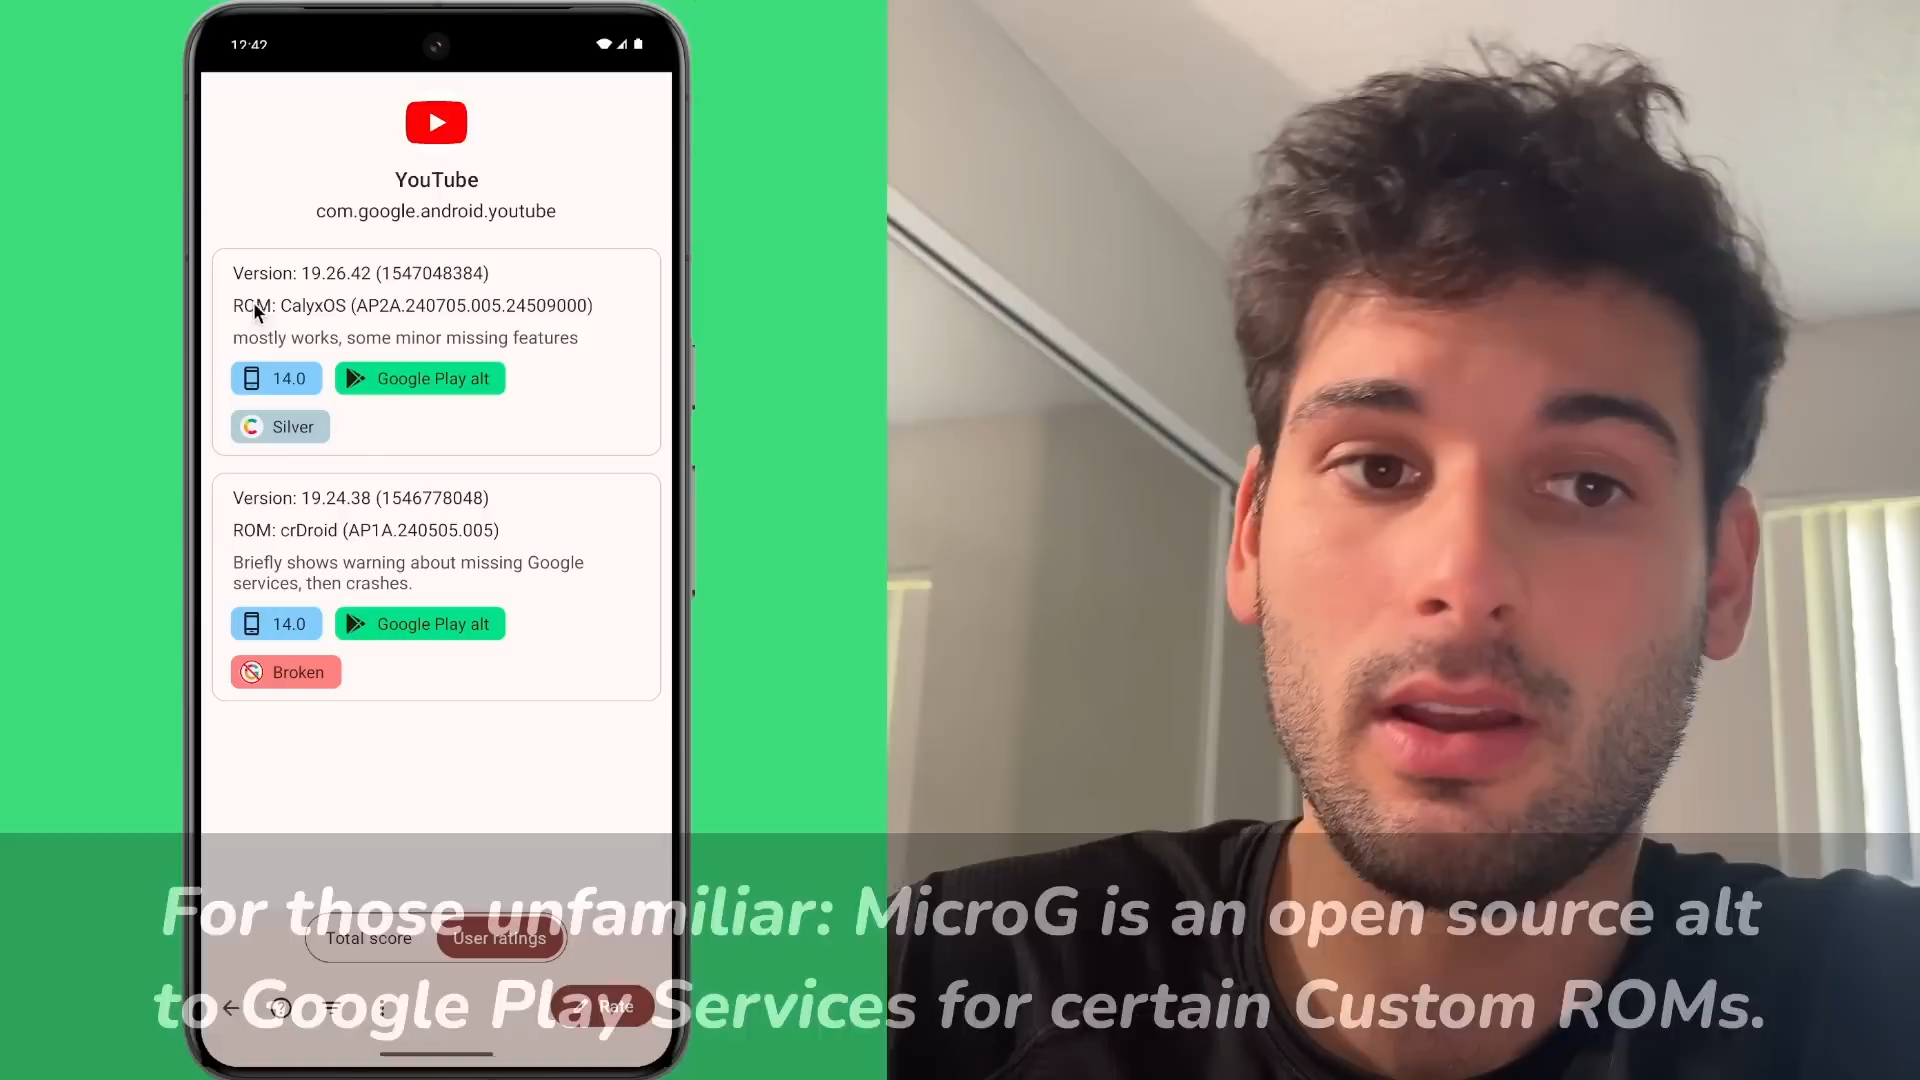 12:42
YouTube
com.google.android.youtube
Version: 19.26.42 (1547048384)
ROM: CalyxOS (AP2A.240705.005.24509000)
mostly works, some minor missing features
14.0
Google Play alt
Silver
Version: 19.24.38 (1546778048)
ROM: crDroid (AP1A.240505.005)
Briefly shows warning about missing Google
services, then crashes.
14.0
Google Play alt
Broken
Total score
User ratings
Rate
For those unfamiliar: MicroG is an open source alt
to Google Play Services for certain Custom ROMs.